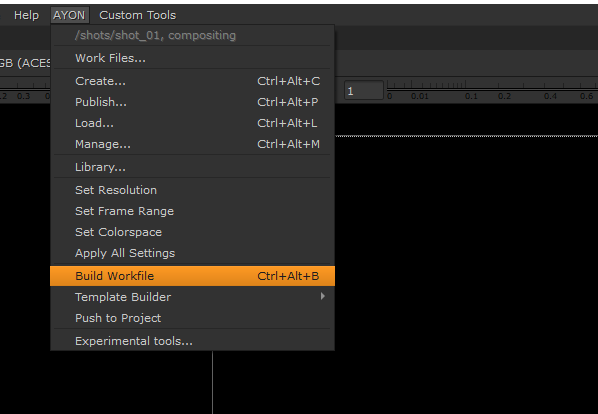 Help AYON Custom Tools
/shots/shot_01, compositing
Work Files...
GB (ACES
Create... Ctrl+Alt+C
1
0.2 0.3 0 0.01 0.1 0.2 0.4 0.6
Publish... Ctrl+Alt+P
Load... Ctrl+Alt+L
Manage... Ctrl+Alt+M
Library...
Set Resolution
Set Frame Range
Set Colorspace
Apply All Settings
Build Workfile Ctrl+Alt+B
Template Builder
Push to Project
Experimental tools...